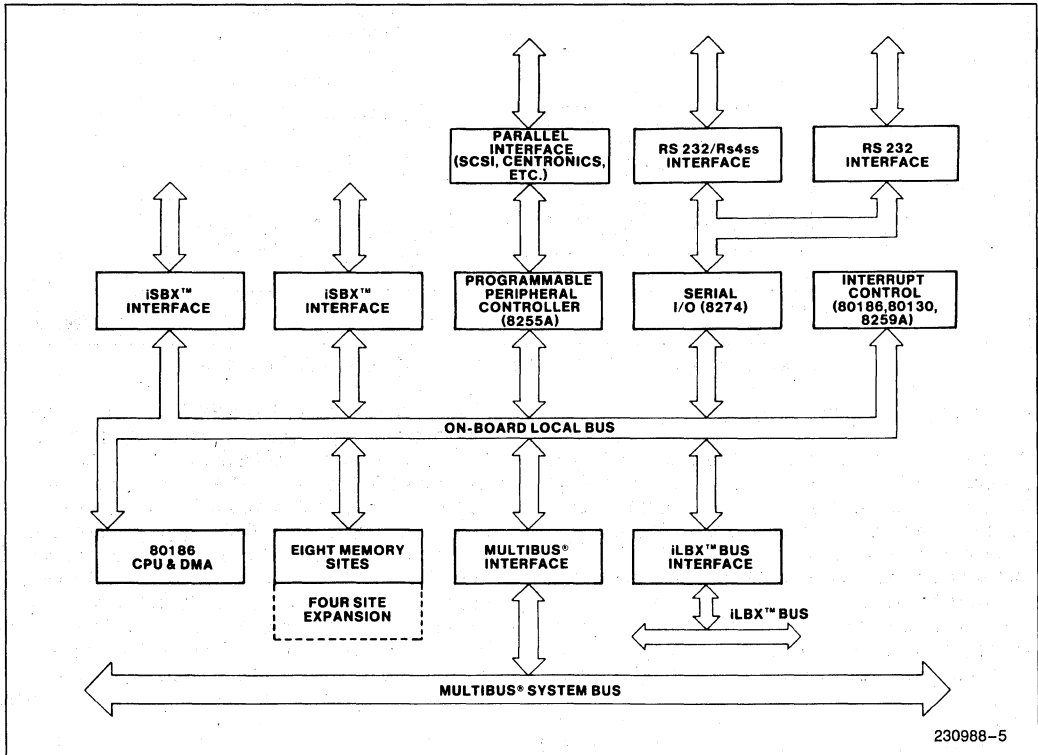 PARALLEL
INTERFACE
(SCSI, CENTRONICS,
ETC.)
RS 232/Rs4ss
INTERFACE
RS 232
INTERFACE
iSBX™
INTERFACE
iSBX™
INTERFACE
PROGRAMMABLE
PERIPHERAL
CONTROLLER
(8255A)
SERIAL
I/O (8274)
INTERRUPT
CONTROL
(80186,80130,
8259A)
ON-BOARD LOCAL BUS
80186
CPU & DMA
EIGHT MEMORY
SITES
FOUR SITE
EXPANSION
MULTIBUS®
INTERFACE
iLBX™ BUS
INTERFACE
iLBX™ BUS
MULTIBUS® SYSTEM BUS
230988-5